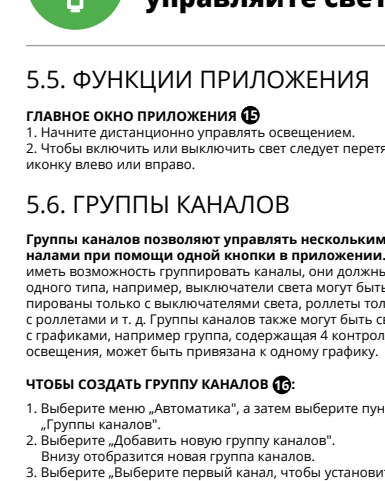 управляйте свет
5.5. ФУНКЦИИ ПРИЛОЖЕНИЯ
ГЛАВНОЕ ОКНО ПРИЛОЖЕНИЯ 15
1. Начните дистанционно управлять освещением.
2. Чтобы включить или выключить свет следует перетя
иконку влево или вправо.
5.6. ГРУППЫ КАНАЛОВ
Группы каналов позволяют управлять нескольким
налами при помощи одной кнопки в приложении.
иметь возможность группировать каналы, они должны
одного типа, например, выключатели света могут быть
пированы только с выключателями света, роллеты тол
с роллетами и т. д. Группы каналов также могут быть св
с графиками, например группа, содержащая 4 контрол
освещения, может быть привязана к одному графику.
ЧТОБЫ СОЗДАТЬ ГРУППУ КАНАЛОВ 16:
1. Выберите меню „Автоматика", а затем выберите пун
„Группы каналов".
2. Выберите „Добавить новую группу каналов".
Внизу отобразится новая группа каналов.
3. Выберите „Выберите первый канал, чтобы установит